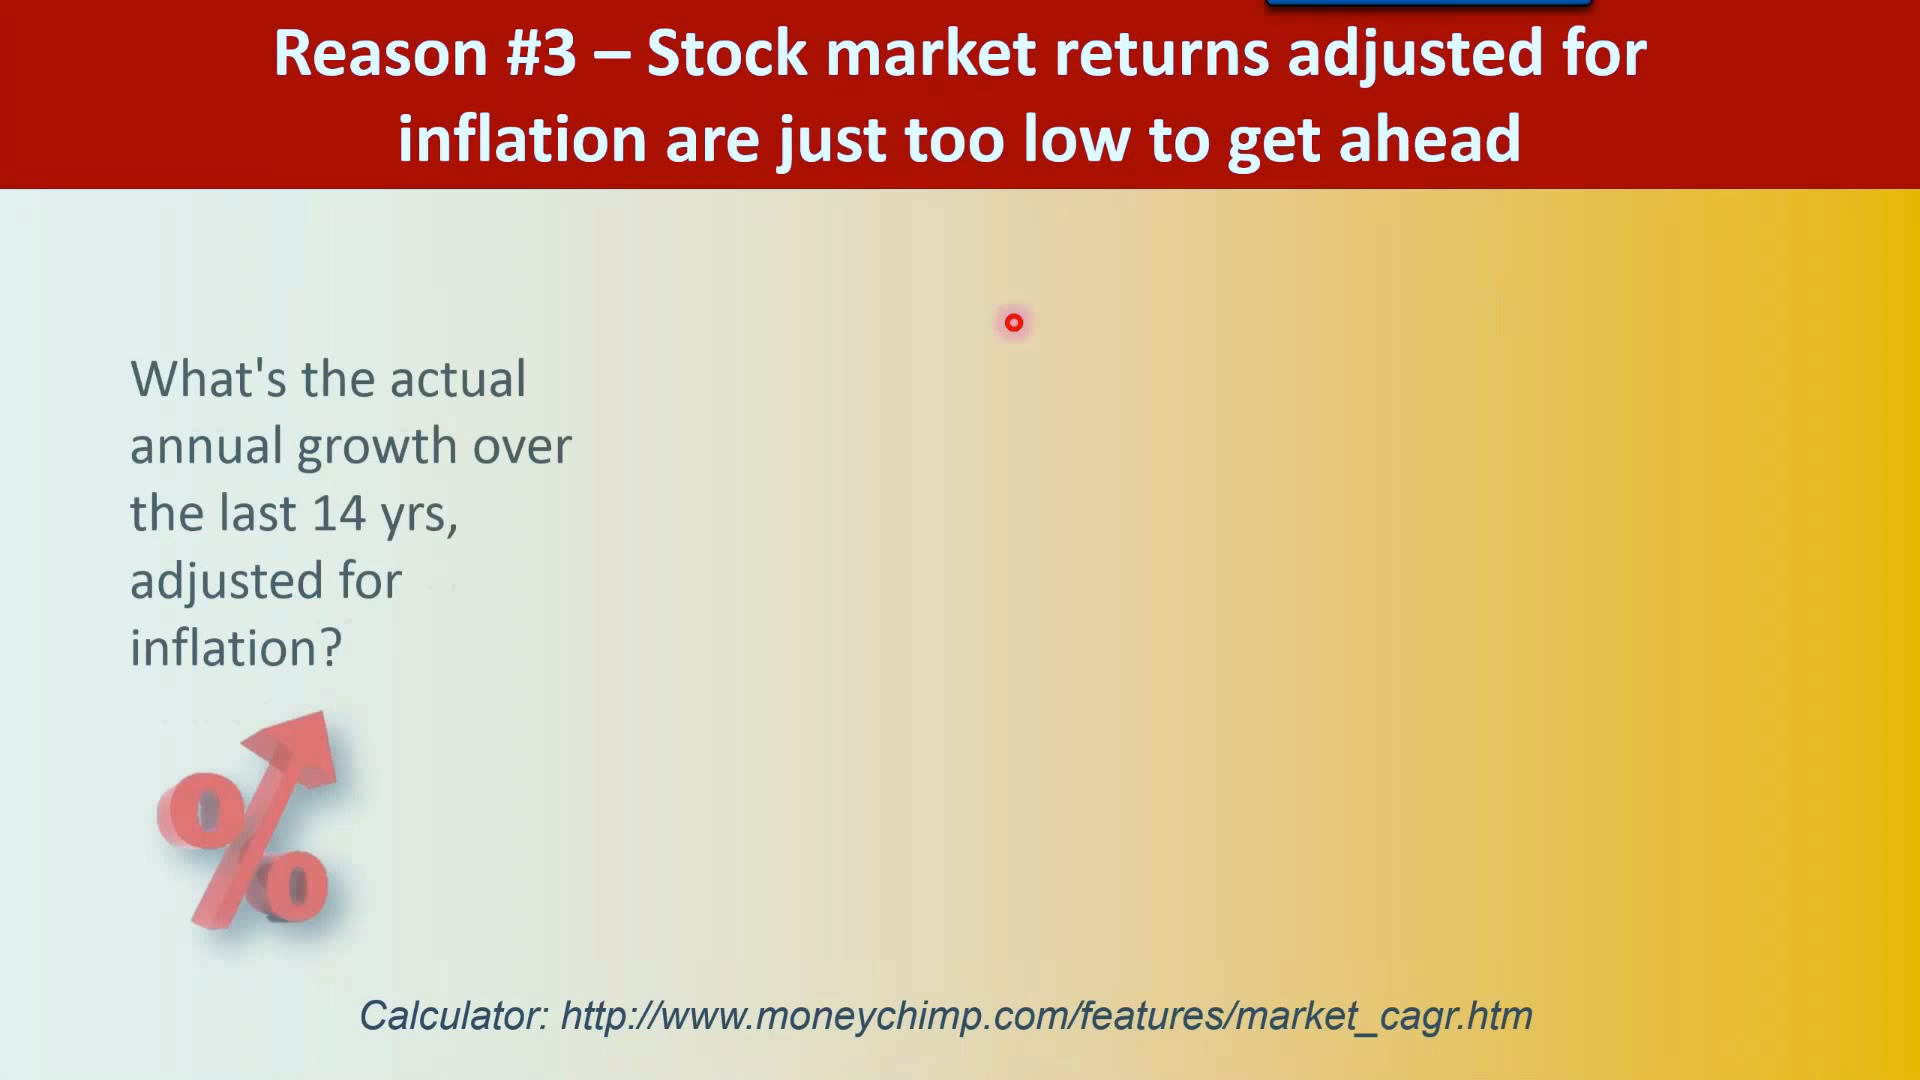 Reason #3 – Stock market returns adjusted for
inflation are just too low to get ahead
What's the actual
annual growth over
the last 14 yrs,
adjusted for
inflation?
%
Calculator: http://www.moneychimp.com/features/market_cagr.htm